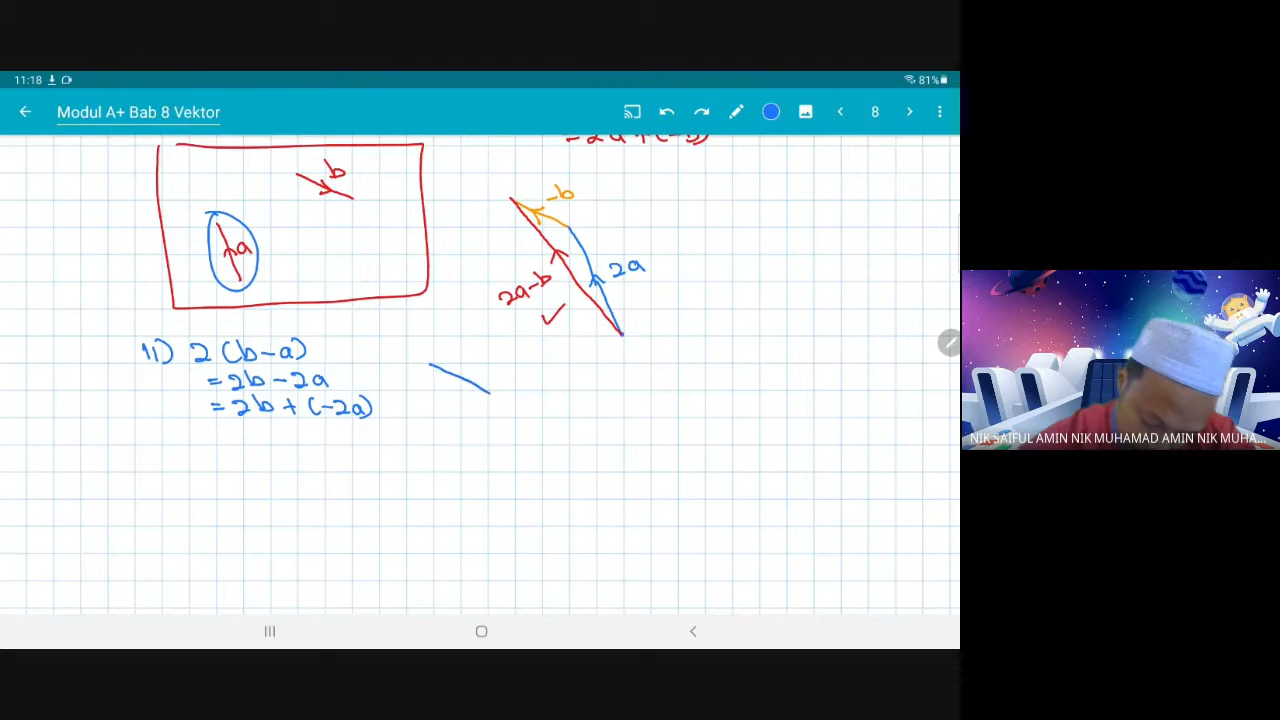 11:18
81%
Modul A+ Bab 8 Vektor
8
b
a
-b
2a
2a-b
11) 2(b-a)
= 2b - 2a
= 2b + (-2a)
NIK SAIFUL AMIN NIK MUHAMAD AMIN NIK MUHA...